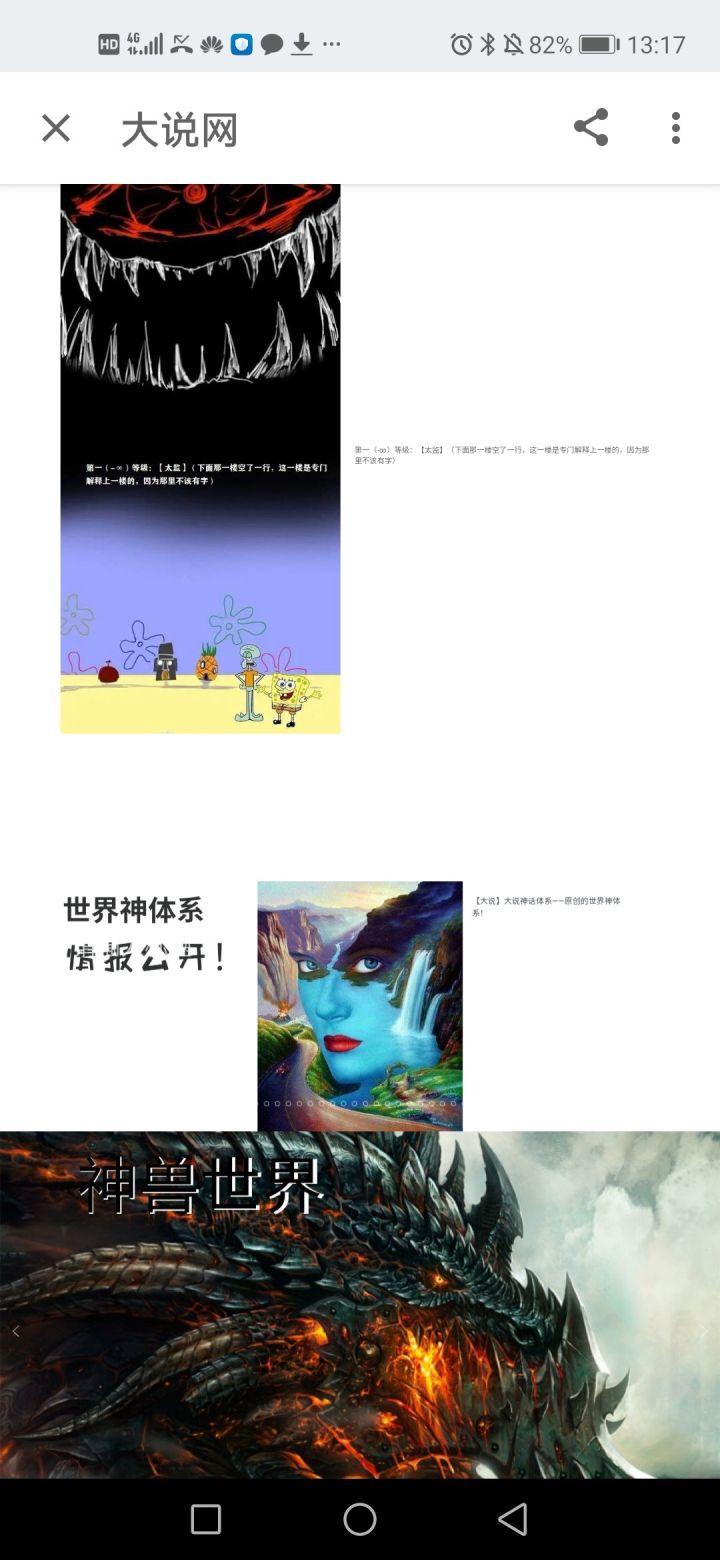 HD 4G 82% 13:17
大说网
第一（-∞）等级：【太监】（下面那一楼空了一行，这一楼是专门
解释上一楼的，因为那里不该有字）
第一（-∞）等级：【太监】（下面那一楼空了一行，这一楼是专门解释上一楼的，因为那
里不该有字）
世界神体系
情报公开！
【大说】大说神话体系——原创的世界神体
系！
神兽世界